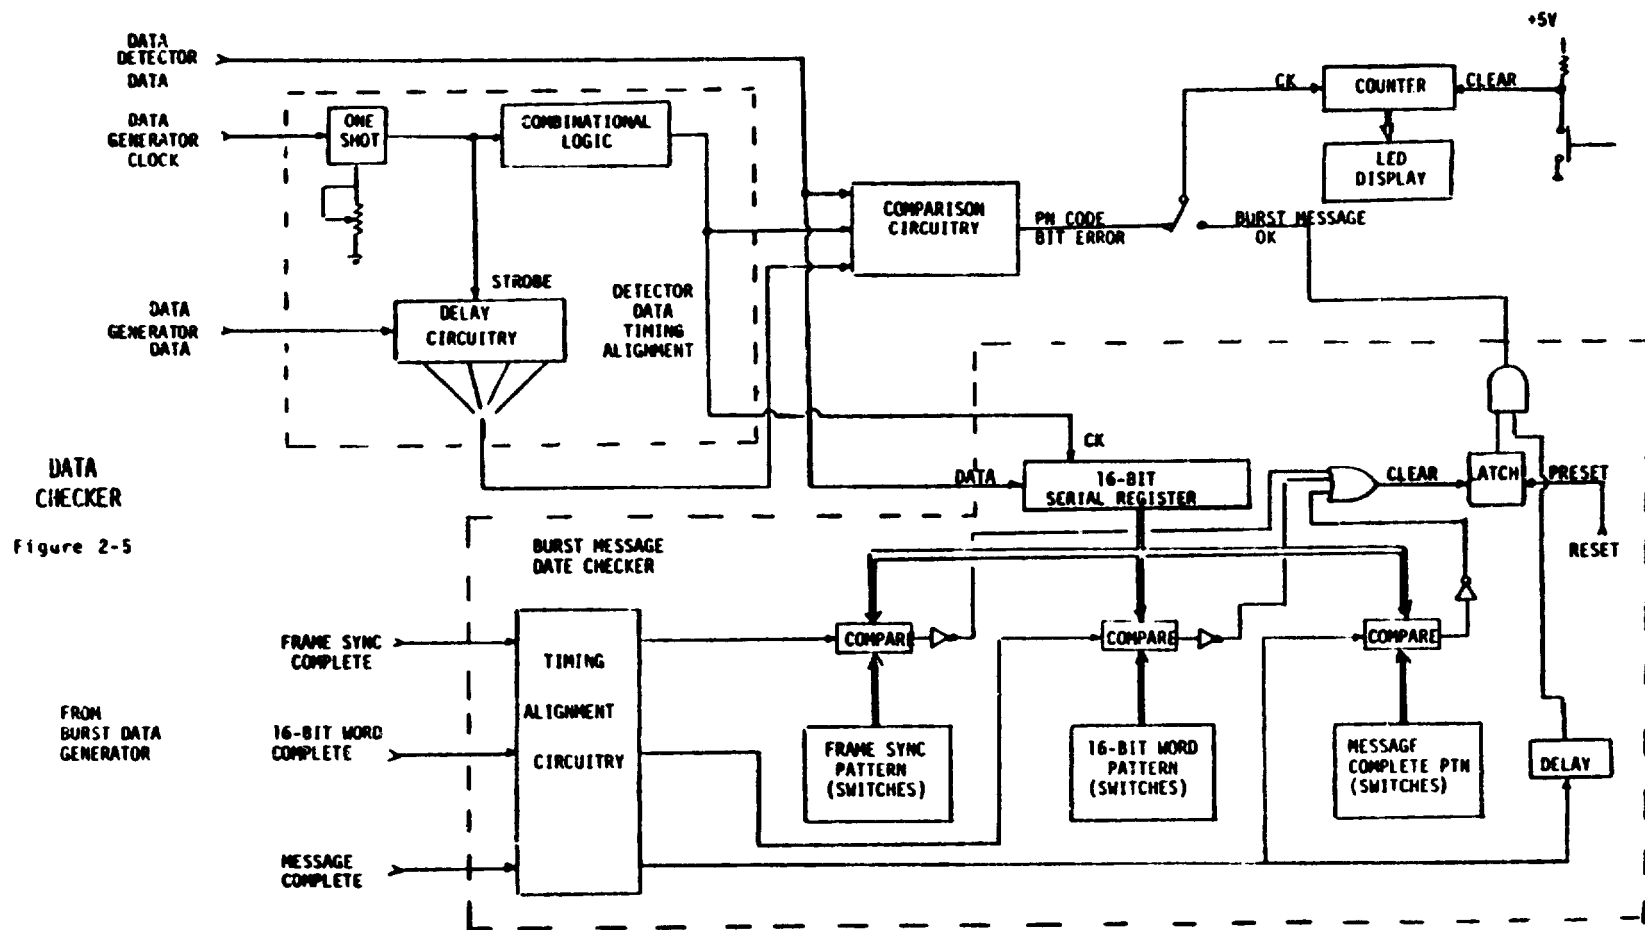 +5V
DATA
DETECTOR
DATA
CK
COUNTER
CLEAR
DATA
GENERATOR
CLOCK
ONE
SHOT
COMBINATIONAL
LOGIC
LED
DISPLAY
COMPARISON
CIRCUITRY
PN CODE
BIT ERROR
BURST MESSAGE
OK
STROBE
DETECTOR
DATA
TIMING
ALIGNMENT
DATA
GENERATOR
DATA
DELAY
CIRCUITRY
CK
DATA
CHECKER
Figure 2-5
DATA
16-BIT
SERIAL REGISTER
CLEAR
LATCH
PRESET
RESET
BURST MESSAGE
DATE CHECKER
FRAME SYNC
COMPLETE
TIMING
ALIGNMENT
CIRCUITRY
COMPARE
COMPARE
COMPARE
FROM
BURST DATA
GENERATOR
16-BIT WORD
COMPLETE
FRAME SYNC
PATTERN
(SWITCHES)
16-BIT WORD
PATTERN
(SWITCHES)
MESSAGE
COMPLETE PTN
(SWITCHES)
DELAY
MESSAGE
COMPLETE